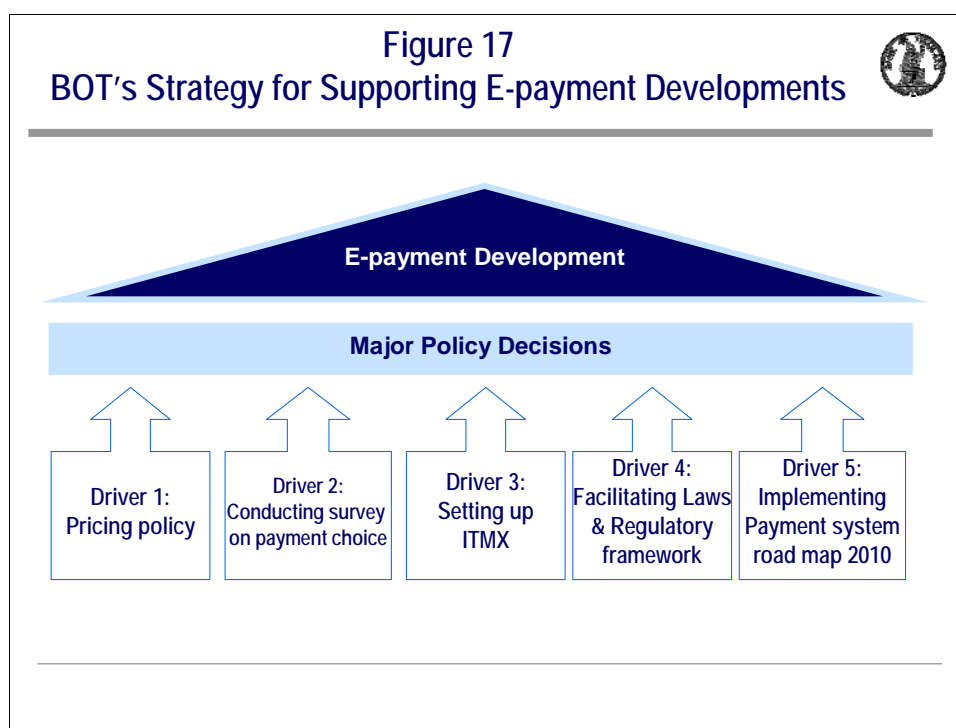 Figure 17
BOT's Strategy for Supporting E-payment Developments
E-payment Development
Major Policy Decisions
Driver 1:
Pricing policy
Driver 2:
Conducting survey
on payment choice
Driver 3:
Setting up
ITMX
Driver 4:
Facilitating Laws
& Regulatory
framework
Driver 5:
Implementing
Payment system
road map 2010